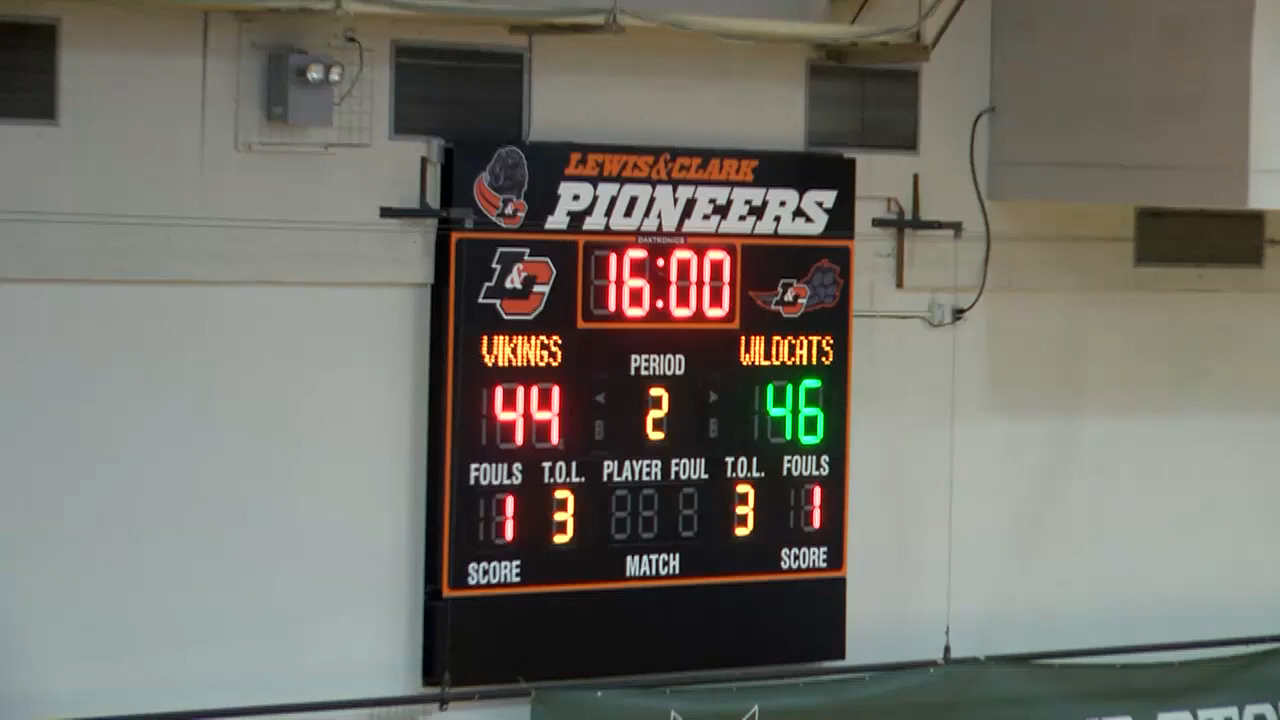 LEWIS&CLARK
PIONEERS
DAKTRONICS
L&C
16:00
L&C
VIKINGS
PERIOD
WILDCATS
44
2
46
FOULS T.O.L. PLAYER FOUL T.O.L. FOULS
1 3 3 1
SCORE MATCH SCORE